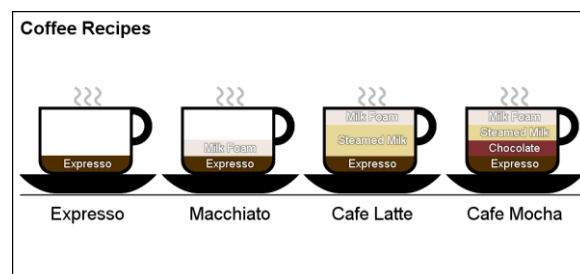 Coffee Recipes
Expresso
Milk Foam
Expresso
Milk Foam
Steamed Milk
Expresso
Milk Foam
Steamed Milk
Chocolate
Expresso
Expresso
Macchiato
Cafe Latte
Cafe Mocha